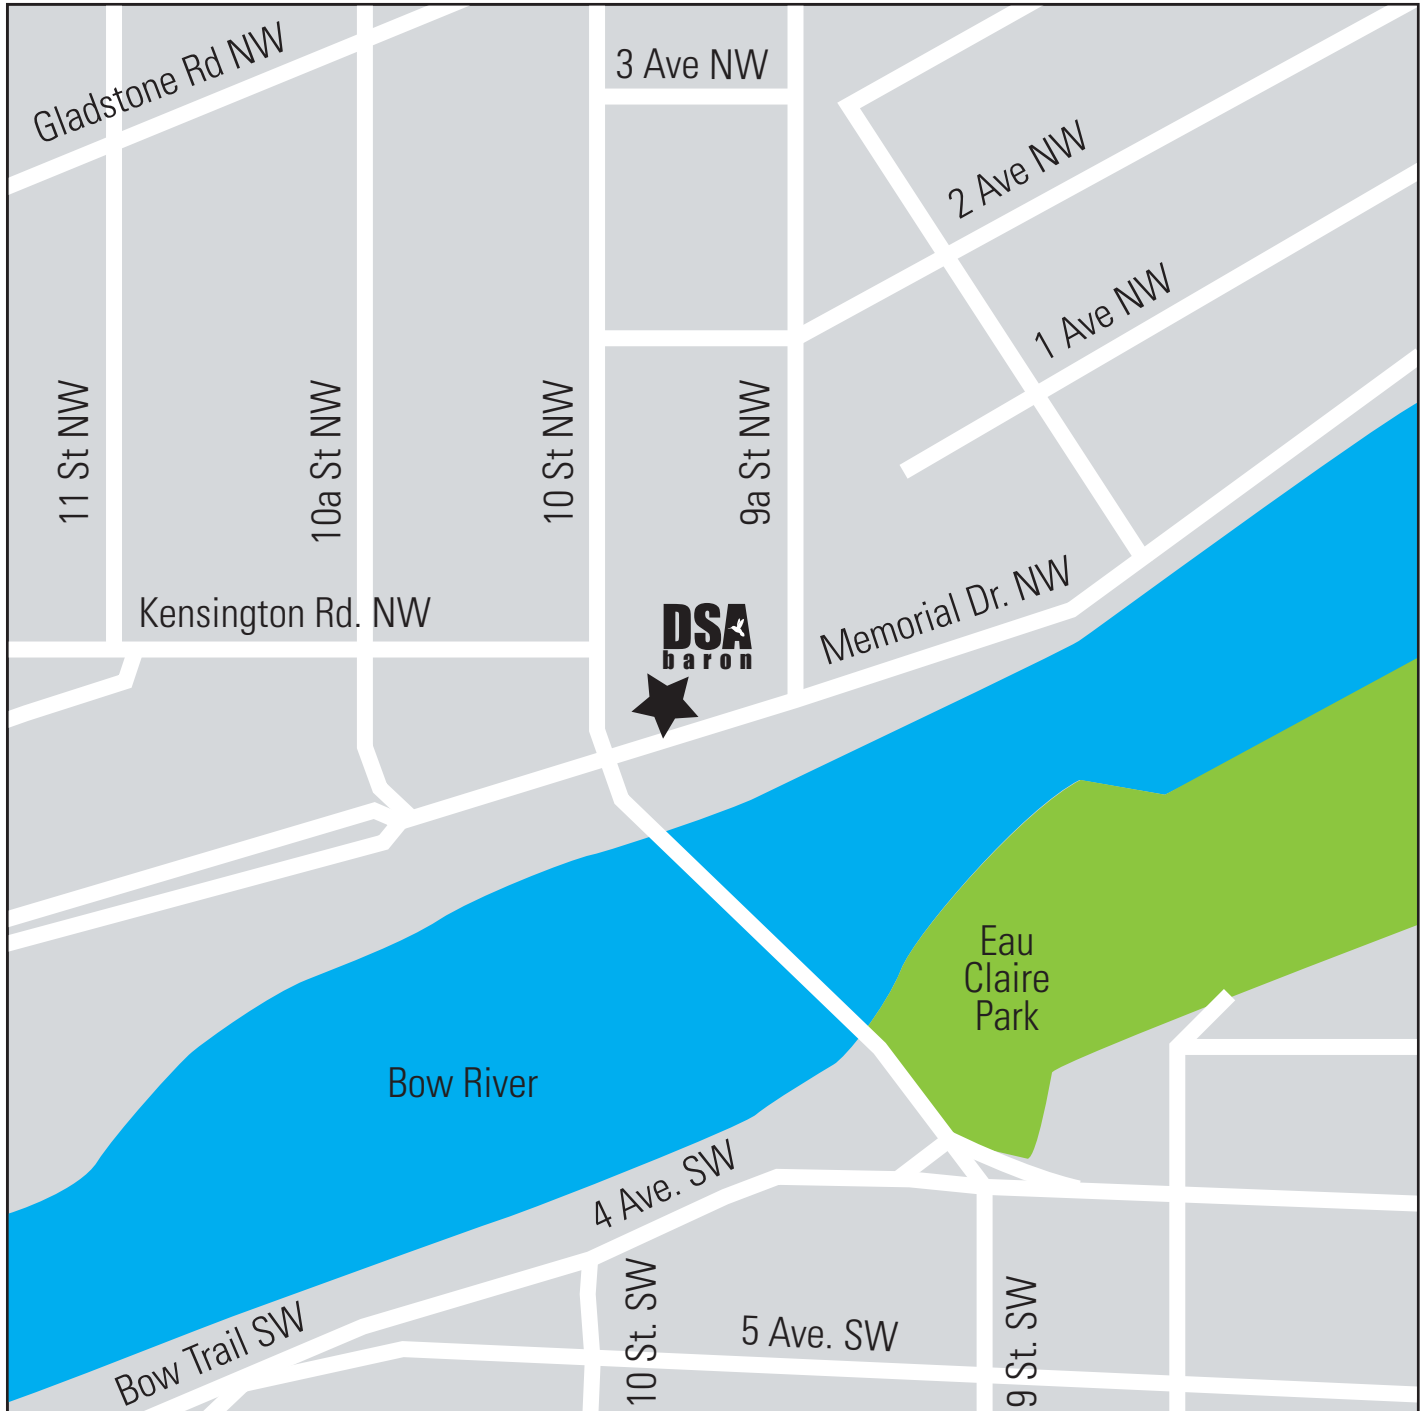 Gladstone Rd NW
3 Ave NW
2 Ave NW
1 Ave NW
11 St NW
10a St NW
10 St NW
9a St NW
Kensington Rd. NW
DSA
baron
Memorial Dr. NW
Eau
Claire
Park
Bow River
4 Ave. SW
10 St. SW
5 Ave. SW
9 St. SW
Bow Trail SW